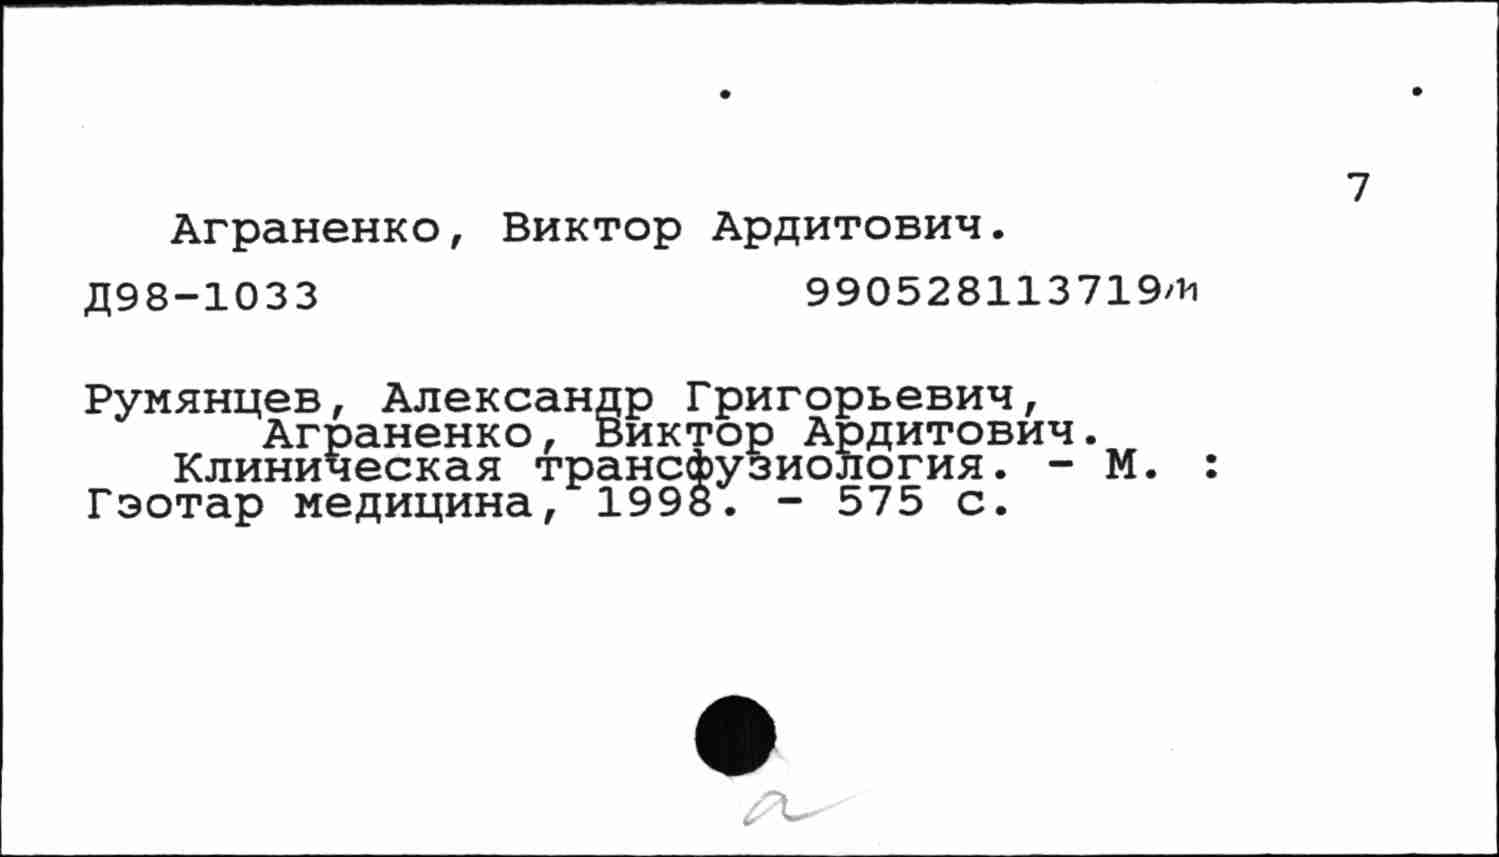 7
Аграненко, Виктор Ардитович.
Д98-1033 990528113719
Румянцев, Александр Григорьевич,
Аграненко, Виктор Ардитович.
Клиническая трансфузиология. - М. :
Гэотар медицина, 1998. - 575 с.
а